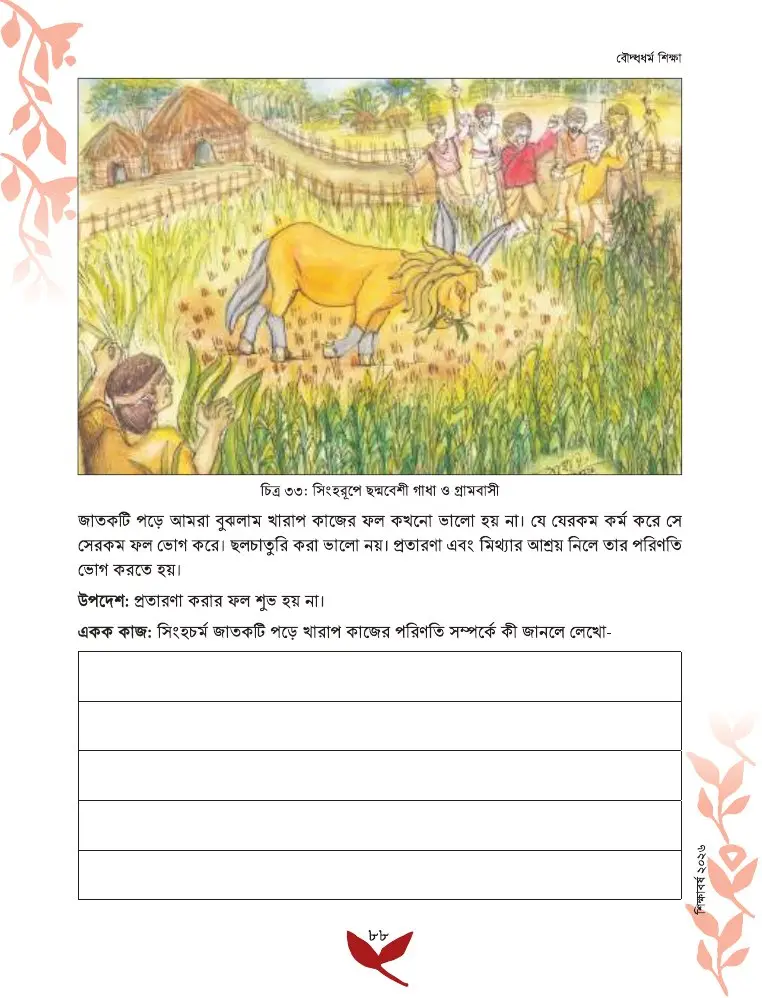 বৌদ্ধধর্ম শিক্ষা
চিত্র ৩৩: সিংহরূপে ছদ্মবেশী গাধা ও গ্রামবাসী
জাতকটি পড়ে আমরা বুঝলাম খারাপ কাজের ফল কখনো ভালো হয় না। যে যেরকম কর্ম করে সে
সেরকম ফল ভোগ করে। ছলচাতুরি করা ভালো নয়। প্রতারণা এবং মিথ্যার আশ্রয় নিলে তার পরিণতি
ভোগ করতে হয়।
উপদেশ: প্রতারণা করার ফল শুভ হয় না।
একক কাজ: সিংহচর্ম জাতকটি পড়ে খারাপ কাজের পরিণতি সম্পর্কে কী জানলে লেখো-
শিক্ষাবর্ষ ২০২৬
৮৮